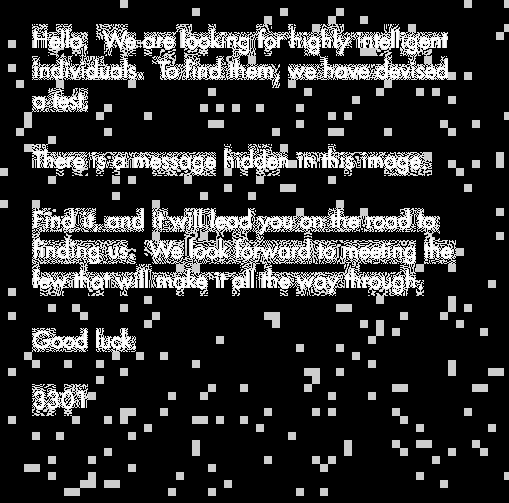 Hello. We are looking for highly intelligent
individuals. To find them, we have devised
a test.
There is a message hidden in this image.
Find it, and it will lead you on the road to
finding us. We look forward to meeting the
few that will make it all the way through.
Good luck.
3301